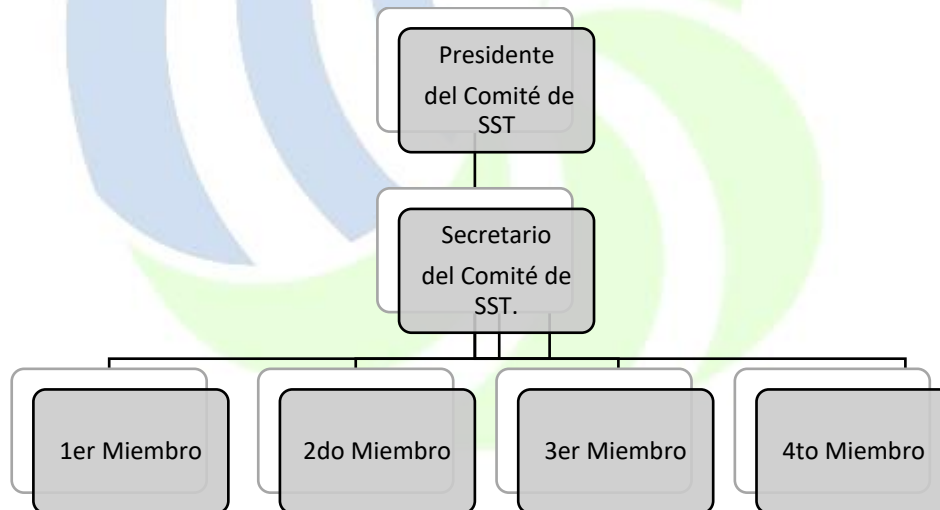 Presidente
del Comité de
SST
Secretario
del Comité de
SST.
1er Miembro
2do Miembro
3er Miembro
4to Miembro